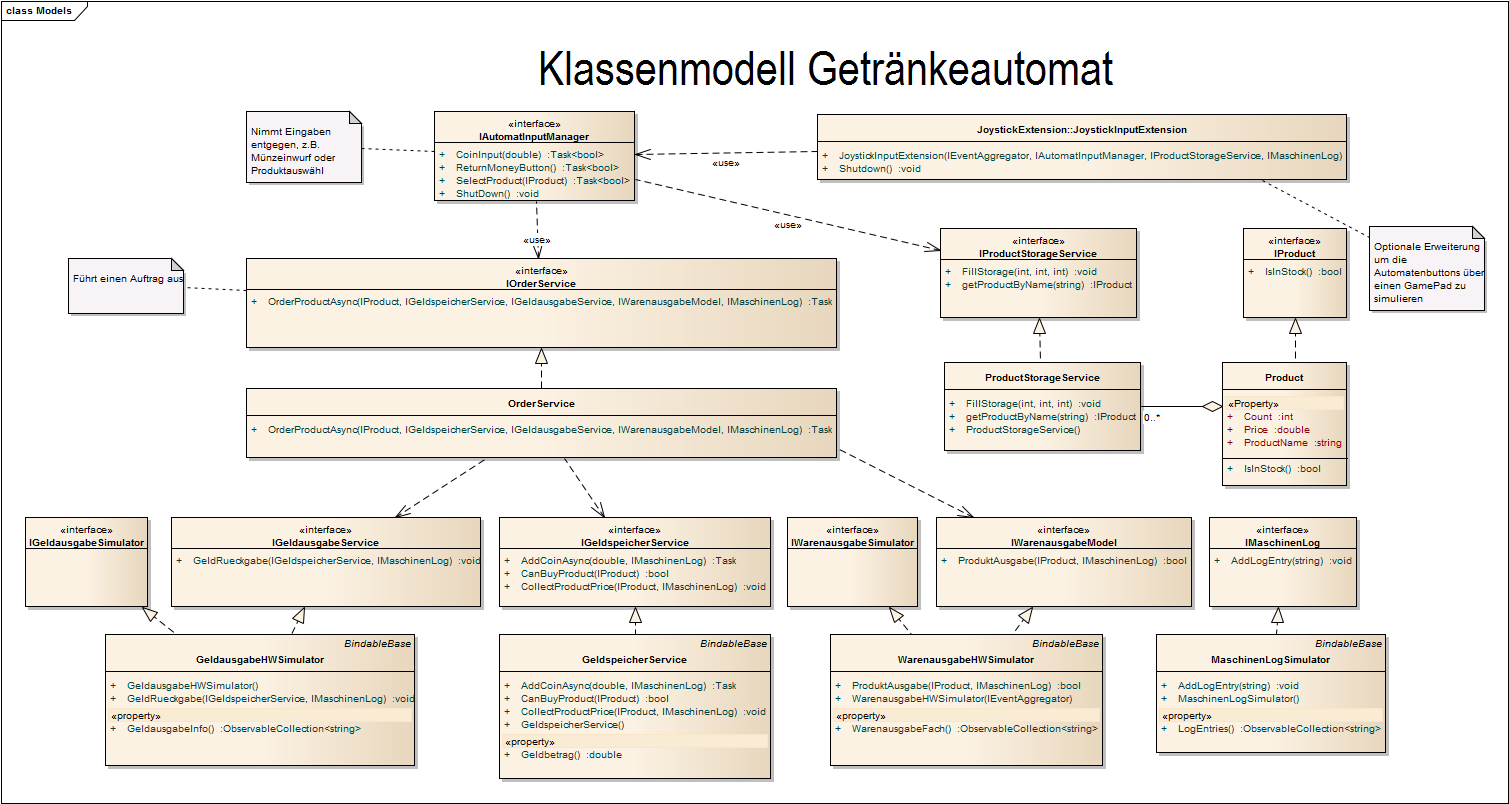 class Models
Klassenmodell Getränkeautomat
Nimmt Eingaben
entgegen, z.B.
Münzeinwurf oder
Produktauswähl
«interface»
IAutomatInputManager
+ CoinInput(double) :Task<bool>
+ ReturnMoneyButton() :Task<bool>
+ SelectProduct(IProduct) :Task<bool>
+ ShutDown() :void
«use»
JoystickExtension::JoystickInputExtension
+ JoystickInputExtension(IEventAggregator, IAutomatInputManager, IProductStorageService, IMaschinenLog)
+ Shutdown() :void
«use»
«use»
Führt einen Auftrag aus
«interface»
IOrderService
+ OrderProductAsync(IProduct, IGeldspeicherService, IGeldausgabeService, IWarenausgabeModel, IMaschinenLog) :Task
«interface»
IProductStorageService
+ FillStorage(int, int, int) :void
+ getProductByName(string) :IProduct
«interface»
IProduct
+ IsInStock() :bool
Optionale Erweiterung
um die
Automatenbuttons über
einen GamePad zu
simulieren
OrderService
+ OrderProductAsync(IProduct, IGeldspeicherService, IGeldausgabeService, IWarenausgabeModel, IMaschinenLog) :Task
ProductStorageService
+ FillStorage(int, int, int) :void
+ getProductByName(string) :IProduct
+ ProductStorageService()
0..*
Product
«Property»
+ Count :int
+ Price :double
+ ProductName :string
+ IsInStock() :bool
«interface»
IGeldausgabeSimulator
«interface»
IGeldausgabeService
+ GeldRueckgabe(IGeldspeicherService, IMaschinenLog) :void
«interface»
IGeldspeicherService
+ AddCoinAsync(double, IMaschinenLog) :Task
+ CanBuyProduct(IProduct) :bool
+ CollectProductPrice(IProduct, IMaschinenLog) :void
«interface»
IWarenausgabeSimulator
«interface»
IWarenausgabeModel
+ ProduktAusgabe(IProduct, IMaschinenLog) :bool
«interface»
IMaschinenLog
+ AddLogEntry(string) :void
BindableBase
GeldausgabeHWSimulator
+ GeldausgabeHWSimulator()
+ GeldRueckgabe(IGeldspeicherService, IMaschinenLog) :void
«property»
+ GeldausgabeInfo() :ObservableCollection<string>
BindableBase
GeldspeicherService
+ AddCoinAsync(double, IMaschinenLog) :Task
+ CanBuyProduct(IProduct) :bool
+ CollectProductPrice(IProduct, IMaschinenLog) :void
+ GeldspeicherService()
«property»
+ Geldbetrag() :double
BindableBase
WarenausgabeHWSimulator
+ ProduktAusgabe(IProduct, IMaschinenLog) :bool
+ WarenausgabeHWSimulator(IEventAggregator)
«property»
+ WarenausgabeFach() :ObservableCollection<string>
BindableBase
MaschinenLogSimulator
+ AddLogEntry(string) :void
+ MaschinenLogSimulator()
«property»
+ LogEntries() :ObservableCollection<string>